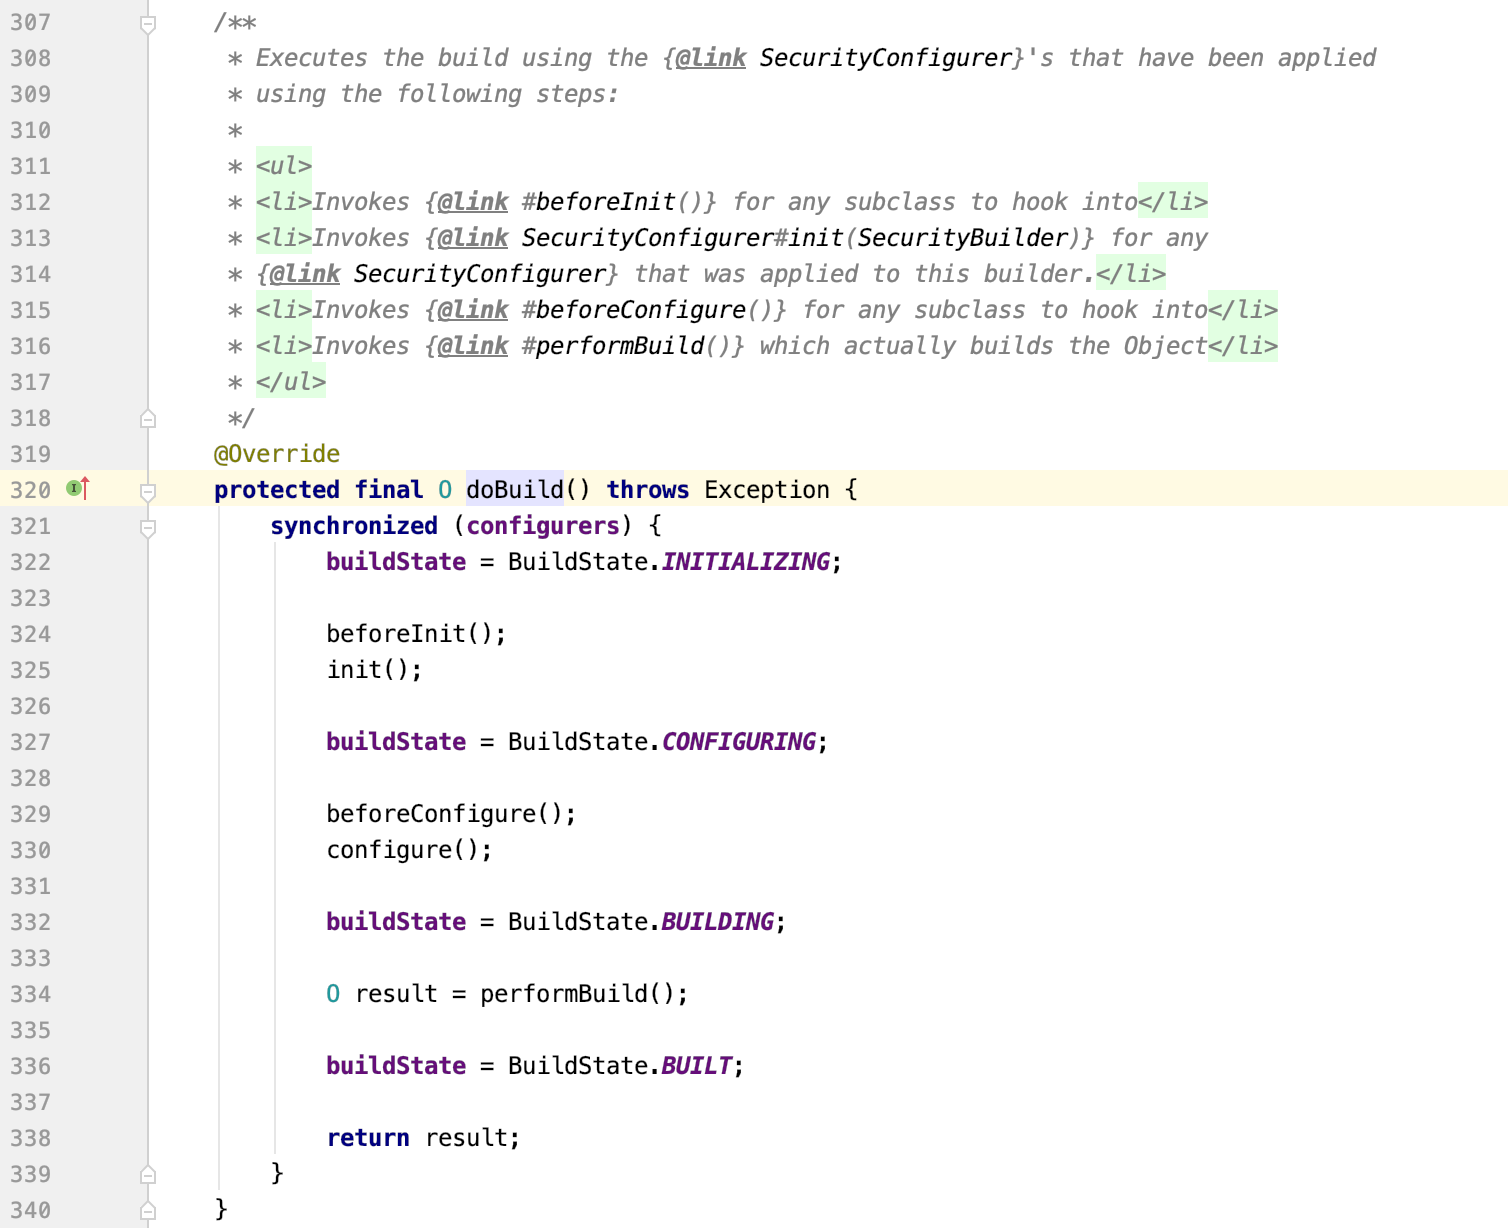 307 /**
308 * Executes the build using the {@link SecurityConfigurer}'s that have been applied
309 * using the following steps:
310 *
311 * <ul>
312 * <li>Invokes {@link #beforeInit()} for any subclass to hook into</li>
313 * <li>Invokes {@link SecurityConfigurer#init(SecurityBuilder)} for any
314 * {@link SecurityConfigurer} that was applied to this builder.</li>
315 * <li>Invokes {@link #beforeConfigure()} for any subclass to hook into</li>
316 * <li>Invokes {@link #performBuild()} which actually builds the Object</li>
317 * </ul>
318 */
319 @Override
320 protected final O doBuild() throws Exception {
321 synchronized (configurers) {
322 buildState = BuildState.INITIALIZING;
323
324 beforeInit();
325 init();
326
327 buildState = BuildState.CONFIGURING;
328
329 beforeConfigure();
330 configure();
331
332 buildState = BuildState.BUILDING;
333
334 O result = performBuild();
335
336 buildState = BuildState.BUILT;
337
338 return result;
339 }
340 }